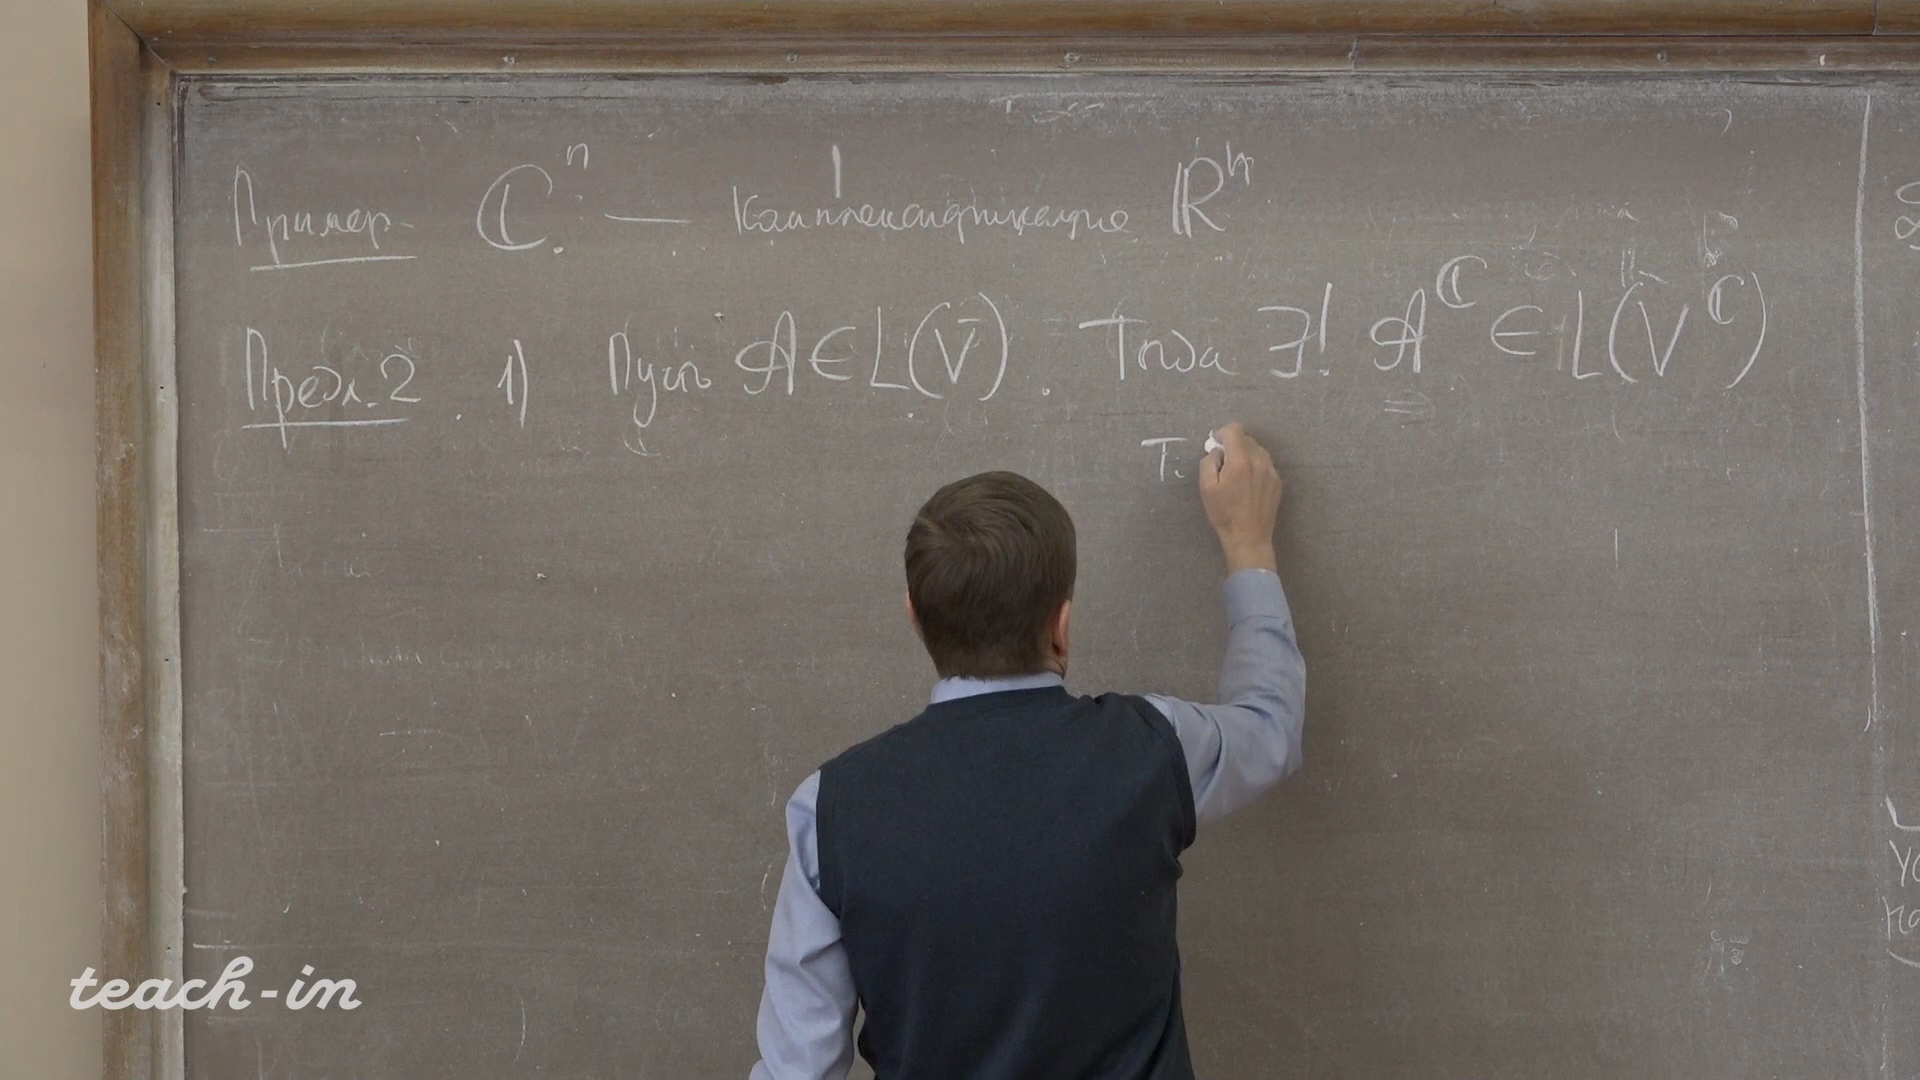 Пример ℂⁿ — комплексификация ℝⁿ
Предл. 2. 1) Пусть 𝒜 ∈ L(V). Тогда ∃! 𝒜^ℂ ∈ L(V^ℂ)
Т.
teach-in